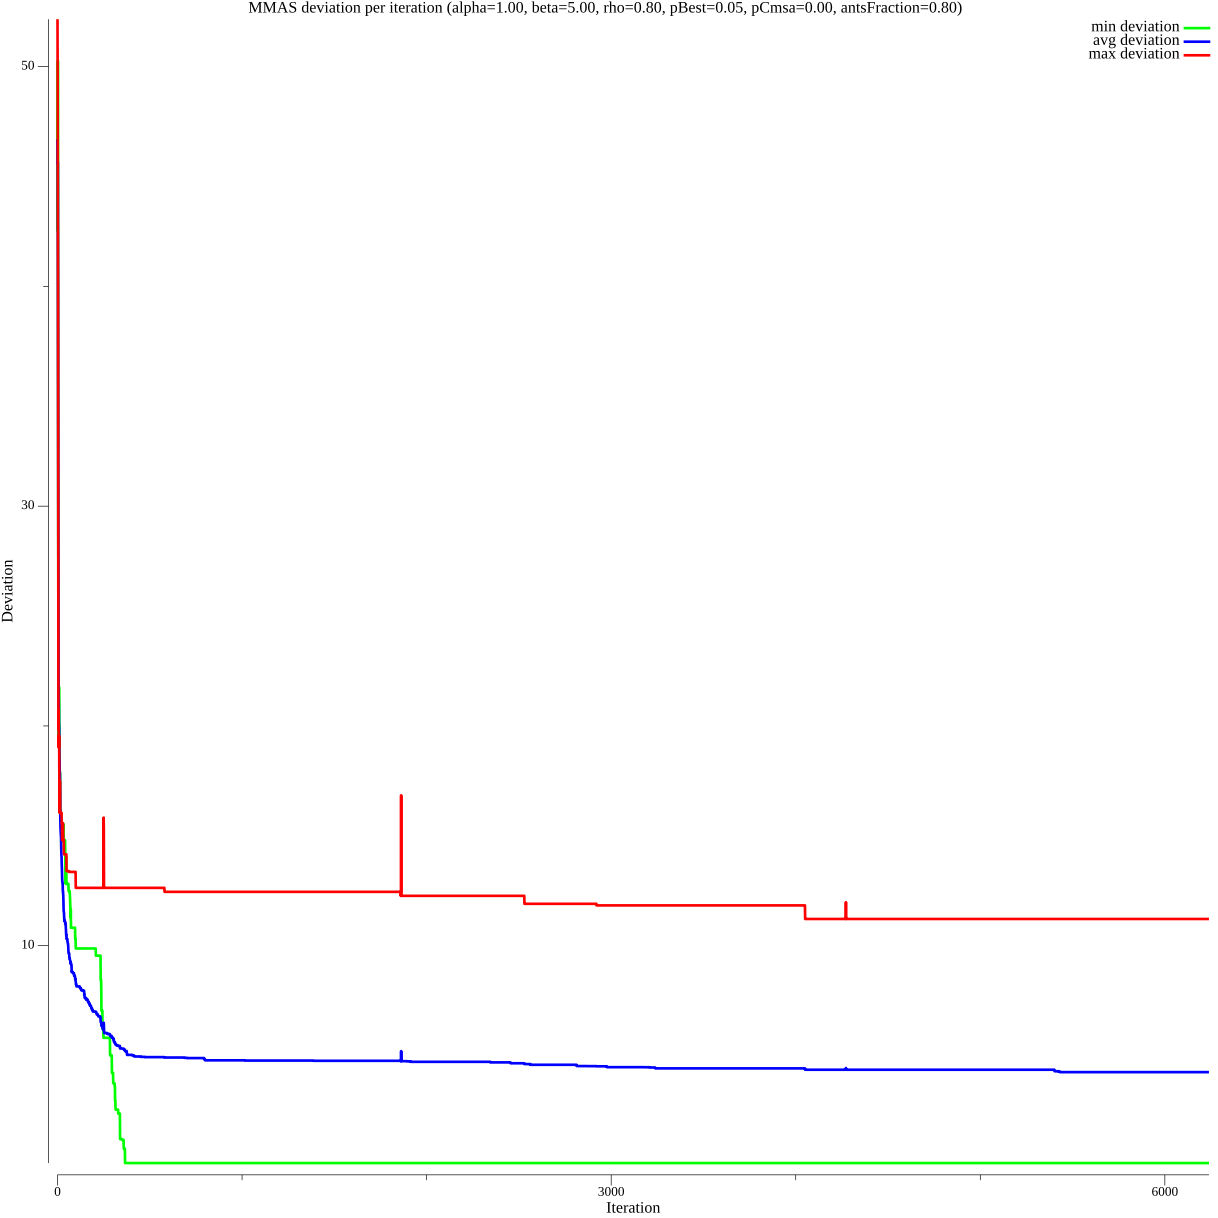 MMAS deviation per iteration (alpha=1.00, beta=5.00, rho=0.80, pBest=0.05, pCmsa=0.00, antsFraction=0.80)
min deviation
avg deviation
max deviation
50
30
10
Deviation
0
3000
6000
Iteration